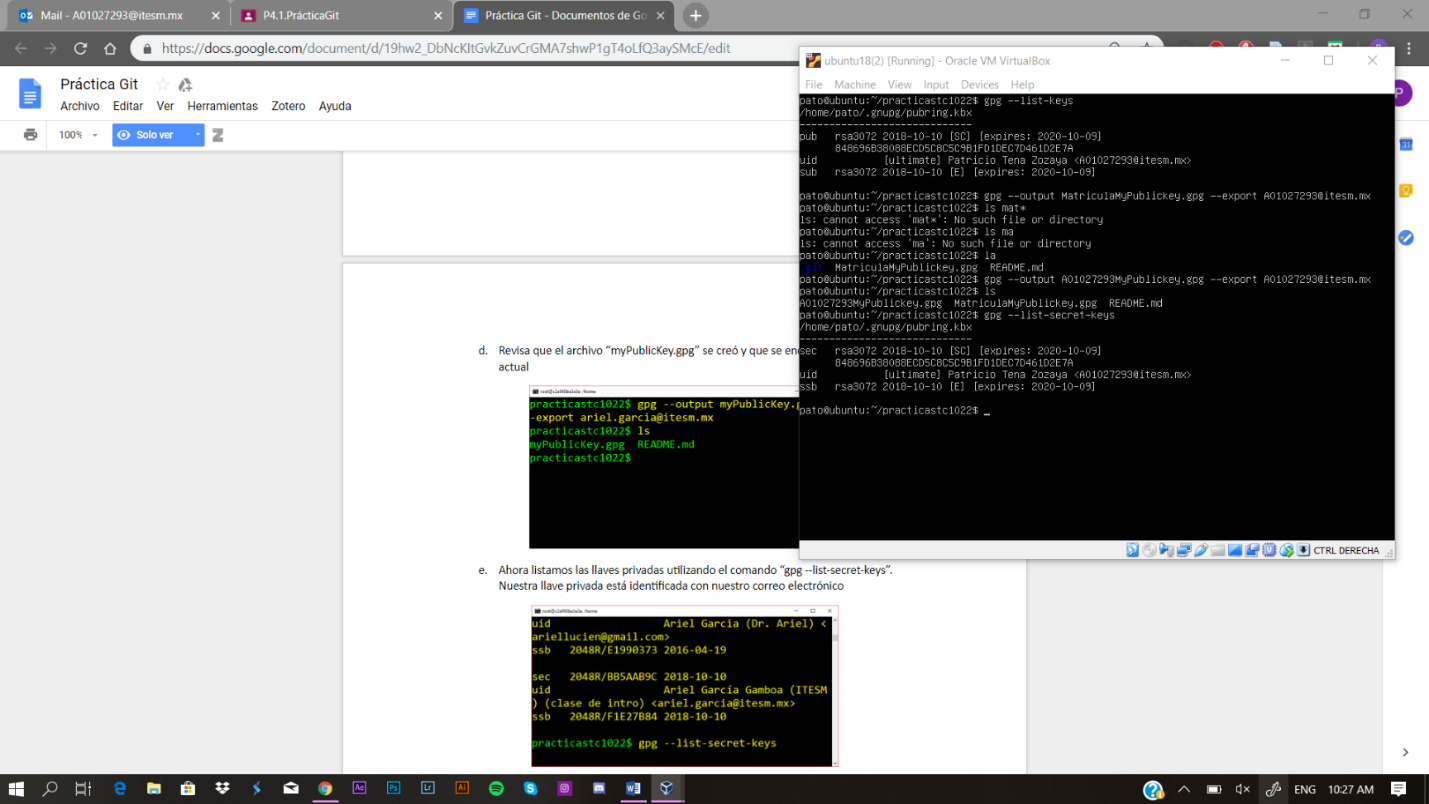 Mail - A01027293@itesm.mx
P4.1.PrácticaGit
Práctica Git - Documentos de Go
https://docs.google.com/document/d/19hw2_DbNcKItGvkZuvCrGMA7shwP1gT4oLfQ3aySMcE/edit
Práctica Git
Archivo Editar Ver Herramientas Zotero Ayuda
100% Solo ver Z
d. Revisa que el archivo “myPublicKey.gpg” se creó y que se en
actual
root@c1a888ba1a3a: /home
practicastc1022$ gpg --output myPublicKey.g
-export ariel.garcia@itesm.mx
practicastc1022$ ls
myPublicKey.gpg README.md
practicastc1022$
e. Ahora listamos las llaves privadas utilizando el comando “gpg --list-secret-keys”.
Nuestra llave privada está identificada con nuestro correo electrónico
uid Ariel Garcia (Dr. Ariel) <
ariellucien@gmail.com>
ssb 2048R/E1990373 2016-04-19
sec 2048R/BB5AAB9C 2018-10-10
uid Ariel García Gamboa (ITESM
) (clase de intro) <ariel.garcia@itesm.mx>
ssb 2048R/F1E27B84 2018-10-10
practicastc1022$ gpg --list-secret-keys
ubuntu18(2) [Running] - Oracle VM VirtualBox
File Machine View Input Devices Help
pato@ubuntu:~/practicastc1022$ gpg --list-keys
/home/pato/.gnupg/pubring.kbx
-----------------------------
pub rsa3072 2018-10-10 [SC] [expires: 2020-10-09]
848696B38088ECD5C8C5C9B1FD1DEC7D461D2E7A
uid [ultimate] Patricio Tena Zozaya <A01027293@itesm.mx>
sub rsa3072 2018-10-10 [E] [expires: 2020-10-09]
pato@ubuntu:~/practicastc1022$ gpg --output MatriculaMyPublickey.gpg --export A01027293@itesm.mx
pato@ubuntu:~/practicastc1022$ ls mat*
ls: cannot access 'mat*': No such file or directory
pato@ubuntu:~/practicastc1022$ ls ma
ls: cannot access 'ma': No such file or directory
pato@ubuntu:~/practicastc1022$ la
.git MatriculaMyPublickey.gpg README.md
pato@ubuntu:~/practicastc1022$ gpg --output A01027293MyPublickey.gpg --export A01027293@itesm.mx
pato@ubuntu:~/practicastc1022$ ls
A01027293MyPublickey.gpg MatriculaMyPublickey.gpg README.md
pato@ubuntu:~/practicastc1022$ gpg --list-secret-keys
/home/pato/.gnupg/pubring.kbx
-----------------------------
sec rsa3072 2018-10-10 [SC] [expires: 2020-10-09]
848696B38088ECD5C8C5C9B1FD1DEC7D461D2E7A
uid [ultimate] Patricio Tena Zozaya <A01027293@itesm.mx>
ssb rsa3072 2018-10-10 [E] [expires: 2020-10-09]
pato@ubuntu:~/practicastc1022$ _
CTRL DERECHA
P
31
Ae Ps Lr Ai
ENG 10:27 AM